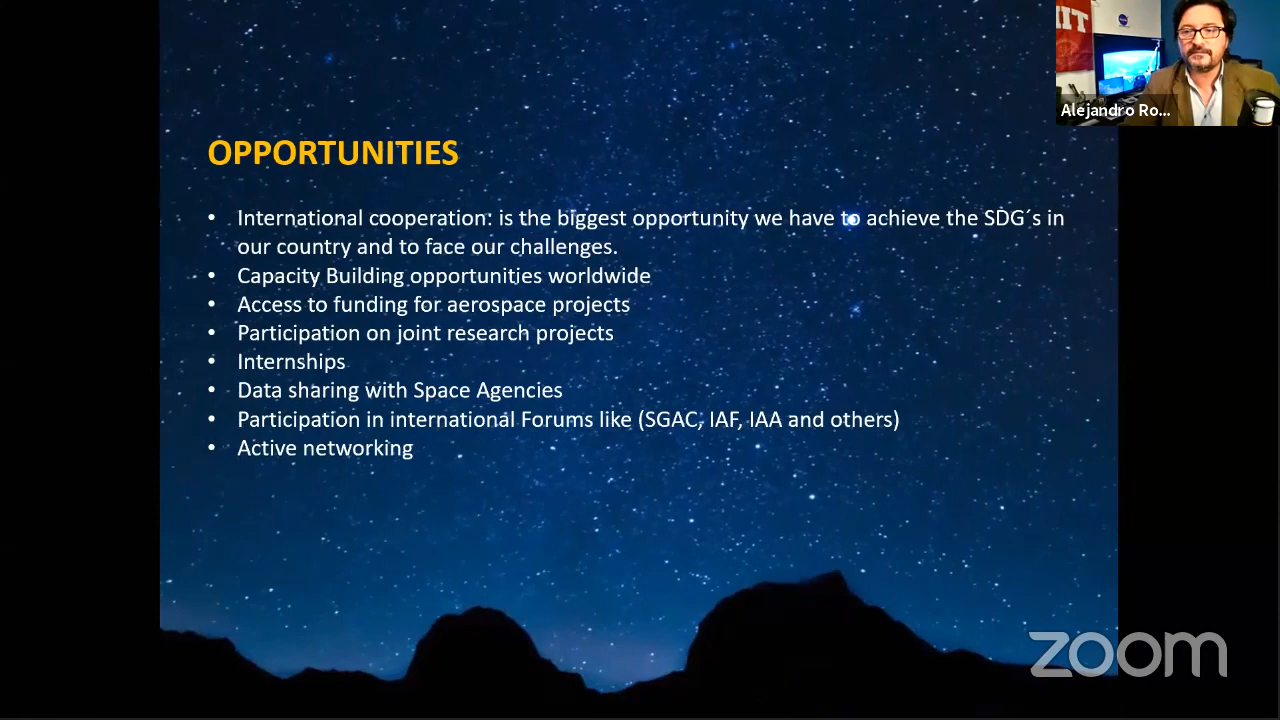 IIT
Alejandro Ro...
OPPORTUNITIES
• International cooperation: is the biggest opportunity we have to achieve the SDG´s in
our country and to face our challenges.
• Capacity Building opportunities worldwide
• Access to funding for aerospace projects
• Participation on joint research projects
• Internships
• Data sharing with Space Agencies
• Participation in international Forums like (SGAC, IAF, IAA and others)
• Active networking
zoom